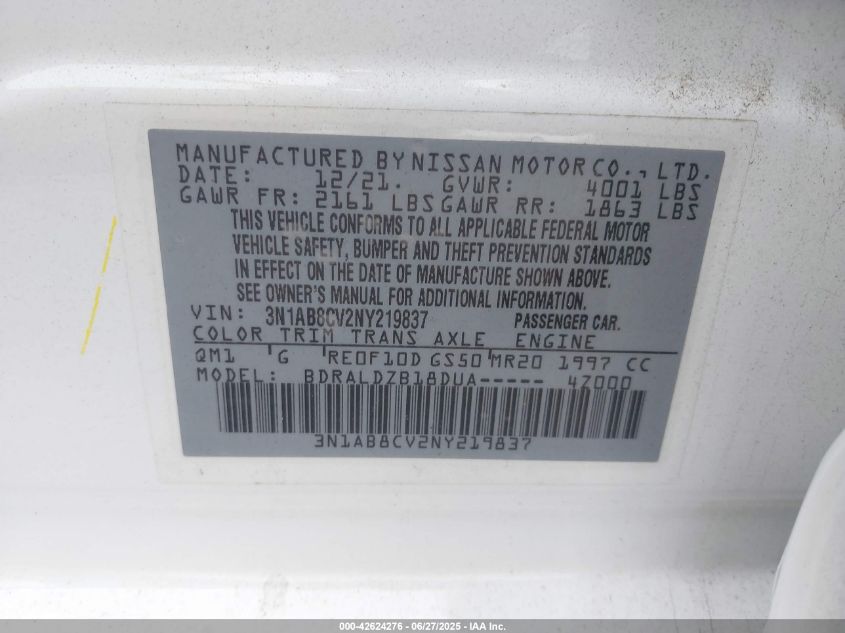 MANUFACTURED BY NISSAN MOTOR CO., LTD.
DATE: 12/21. GVWR: 4001 LBS
GAWR FR: 2161 LBS GAWR RR: 1863 LBS
THIS VEHICLE CONFORMS TO ALL APPLICABLE FEDERAL MOTOR
VEHICLE SAFETY, BUMPER AND THEFT PREVENTION STANDARDS
IN EFFECT ON THE DATE OF MANUFACTURE SHOWN ABOVE.
SEE OWNER'S MANUAL FOR ADDITIONAL INFORMATION.
VIN: 3N1AB8CV2NY219837 PASSENGER CAR.
COLOR TRIM TRANS AXLE ENGINE
QM1 G RE0F10D GS50 MR20 1997 CC
MODEL: BDRALDZB18DUA----- 4Z000
3N1AB8CV2NY219837
000-42624276 - 06/27/2025 - IAA Inc.